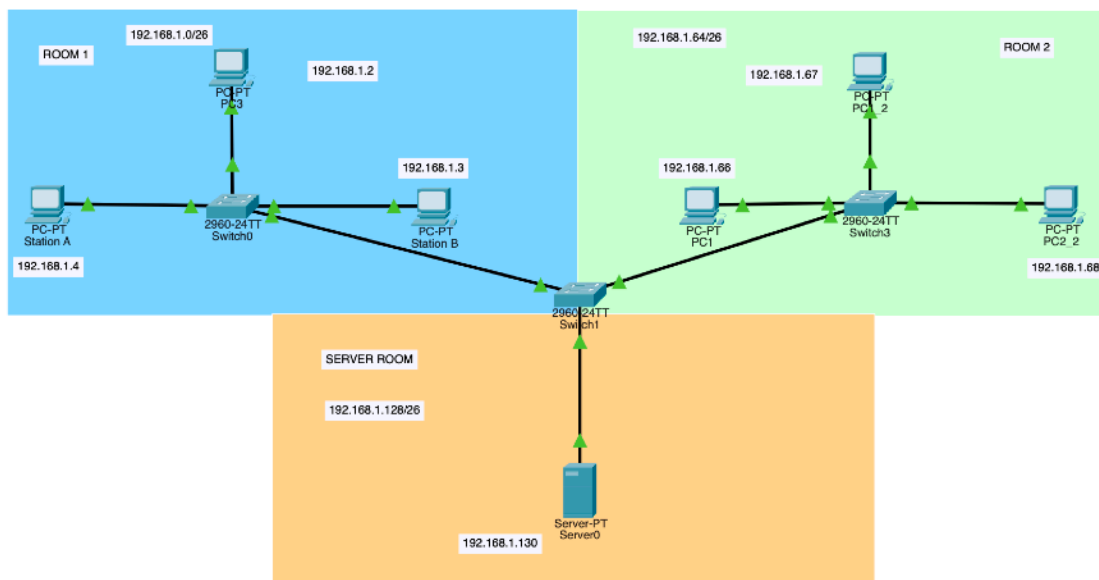 192.168.1.0/26
ROOM 1
192.168.1.2
PC-PT
PC3
192.168.1.3
PC-PT
Station A
2960-24TT
Switch0
PC-PT
Station B
192.168.1.4
192.168.1.64/26
ROOM 2
192.168.1.67
PC-PT
PC1_2
192.168.1.66
PC-PT
PC1
2960-24TT
Switch3
PC-PT
PC2_2
192.168.1.68
2960-24TT
Switch1
SERVER ROOM
192.168.1.128/26
Server-PT
Server0
192.168.1.130